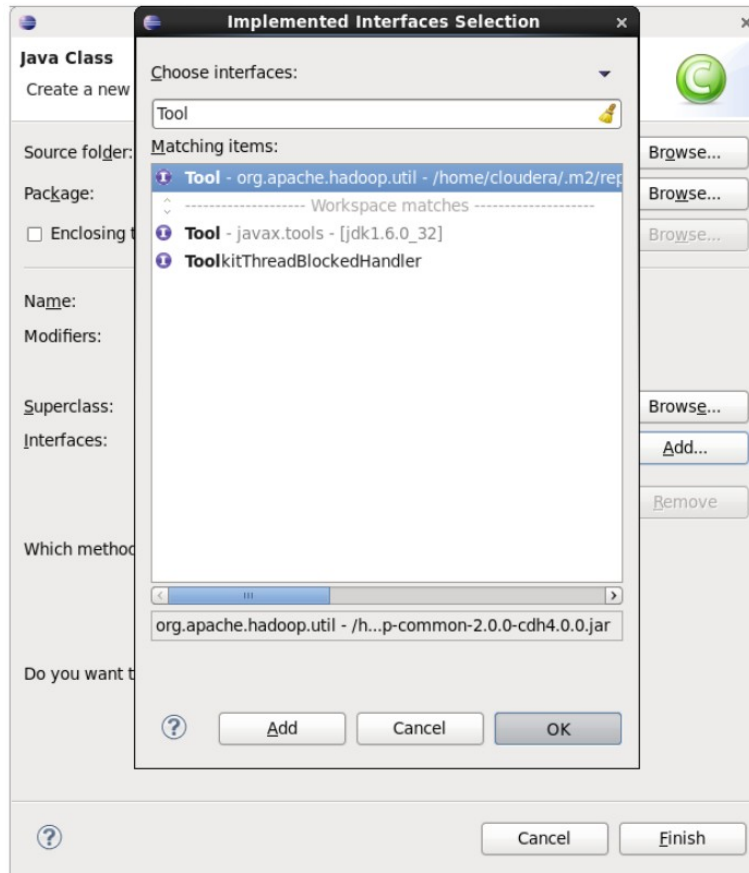 Implemented Interfaces Selection
Java Class
Create a new
Choose interfaces:
Tool
Matching items:
Tool - org.apache.hadoop.util - /home/cloudera/.m2/rep
-------------------- Workspace matches --------------------
Tool - javax.tools - [jdk1.6.0_32]
ToolkitThreadBlockedHandler
Source folder:
Browse...
Package:
Browse...
Enclosing t
Browse...
Name:
Modifiers:
Superclass:
Browse...
Interfaces:
Add...
Remove
Which method
org.apache.hadoop.util - /h...p-common-2.0.0-cdh4.0.0.jar
Do you want t
Add
Cancel
OK
Cancel
Finish